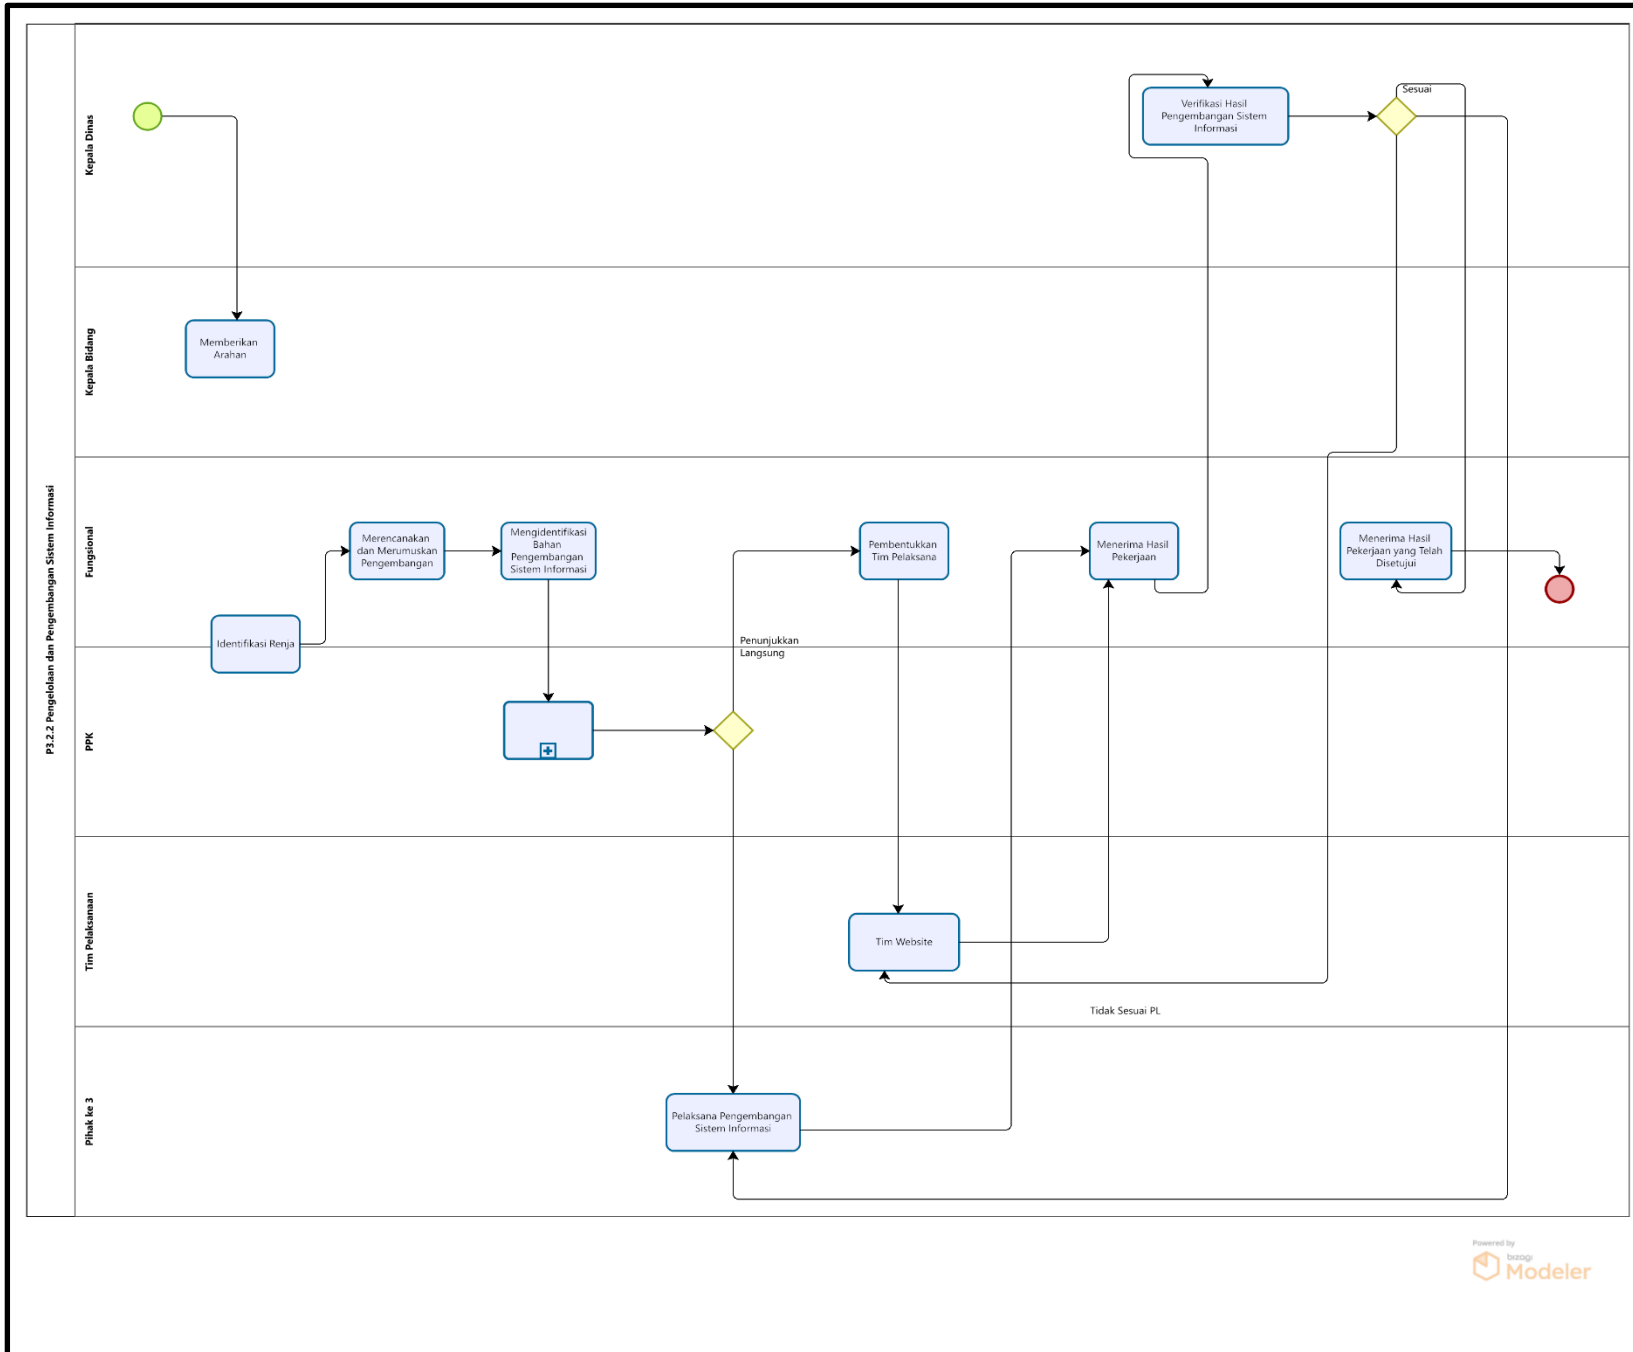 P3.2.2 Pengelolaan dan Pengembangan Sistem Informasi
Kepala Dinas
Verifikasi Hasil
Pengembangan Sistem
Informasi
Sesuai
Kepala Bidang
Memberikan
Arahan
Fungsional
Merencanakan
dan Merumuskan
Pengembangan
Mengidentifikasi
Bahan
Pengembangan
Sistem Informasi
Pembentukkan
Tim Pelaksana
Menerima Hasil
Pekerjaan
Menerima Hasil
Pekerjaan yang Telah
Disetujui
Identifikasi Renja
Penunjukkan
Langsung
PPK
Tim Pelaksanaan
Tim Website
Tidak Sesuai PL
Pihak ke 3
Pelaksana Pengembangan
Sistem Informasi
Powered by
bizagi
Modeler